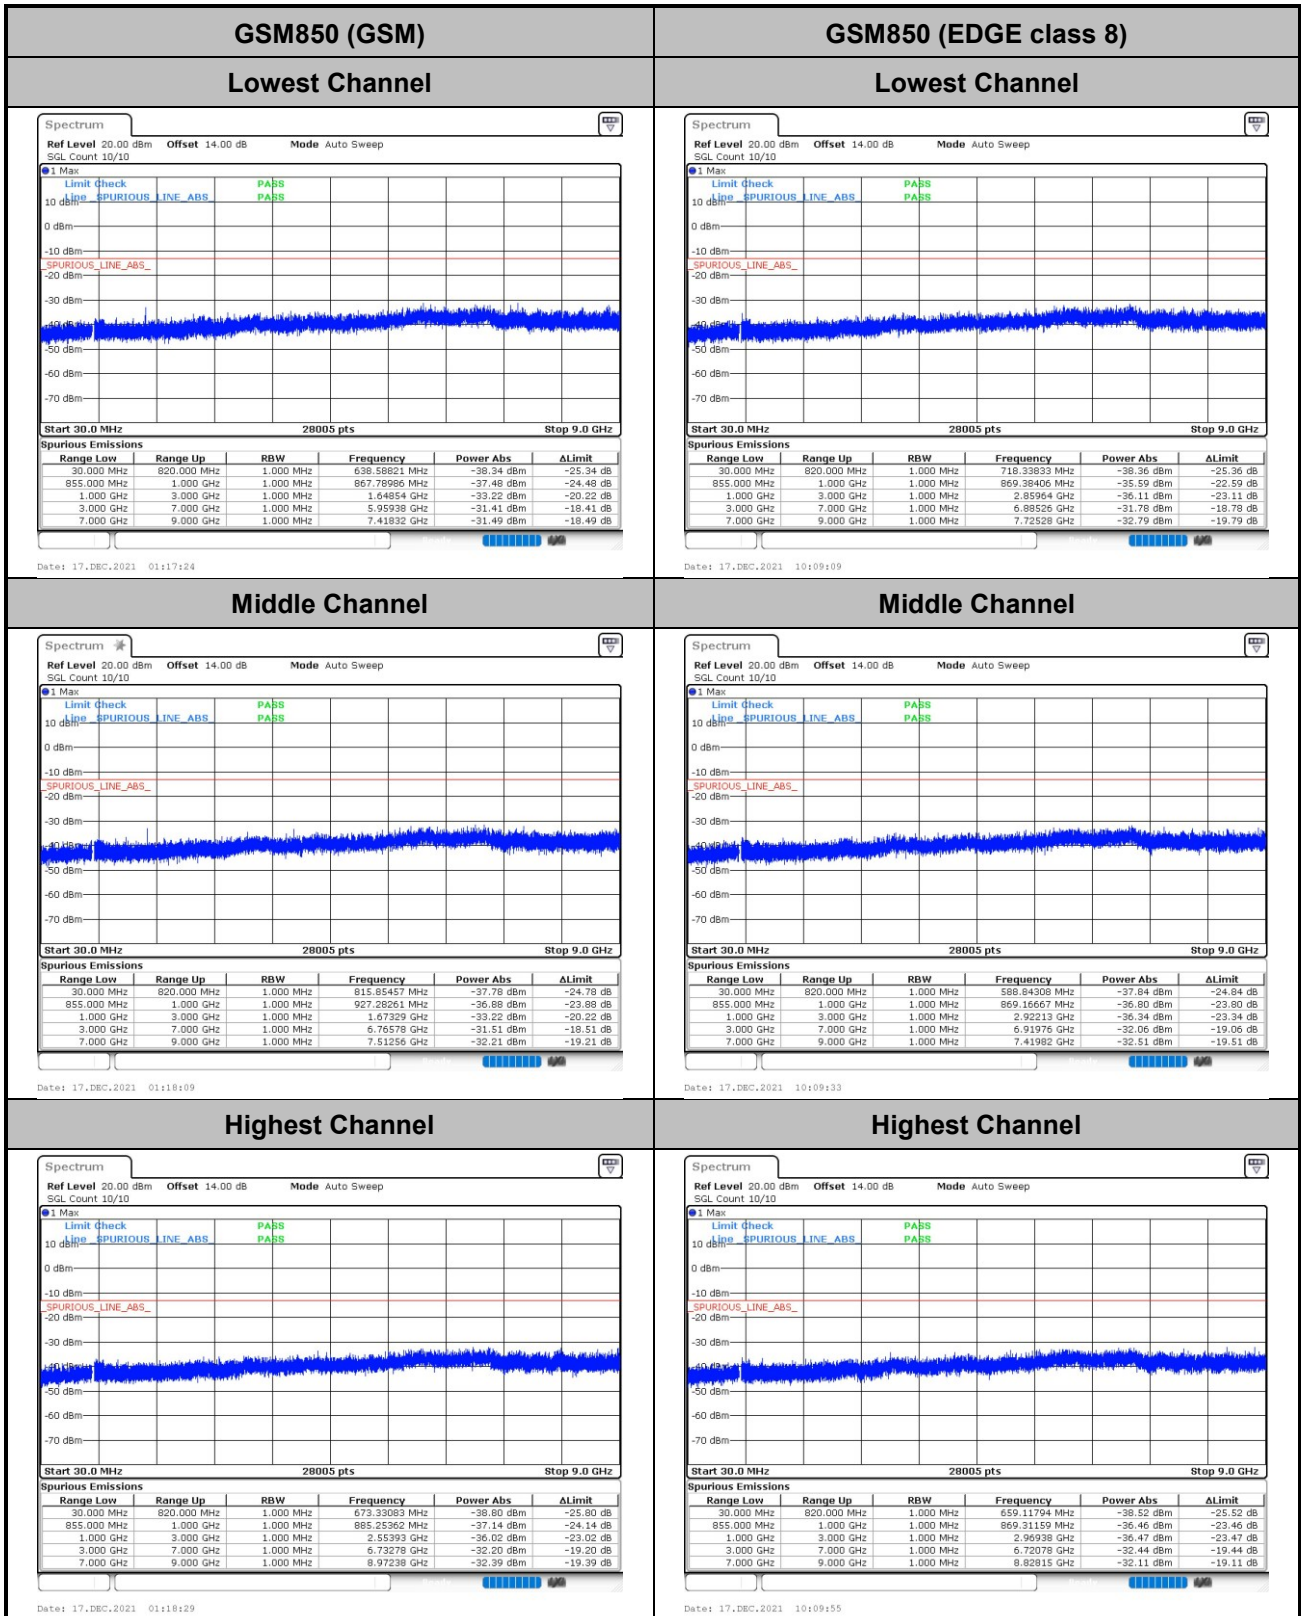 GSM850 (GSM)
GSM850 (EDGE class 8)
Lowest Channel
Lowest Channel
Spectrum
Ref Level 20.00 dBm Offset 14.00 dB Mode Auto Sweep
SGL Count 10/10
1 Max
Limit Check PASS
10 dBm Line _SPURIOUS_LINE_ABS_ PASS
0 dBm
-10 dBm
_SPURIOUS_LINE_ABS_
-20 dBm
-30 dBm
-40 dBm
-50 dBm
-60 dBm
-70 dBm
Start 30.0 MHz 28005 pts Stop 9.0 GHz
Spurious Emissions
Range Low Range Up RBW Frequency Power Abs ΔLimit
30.000 MHz 820.000 MHz 1.000 MHz 638.58821 MHz -38.34 dBm -25.34 dB
855.000 MHz 1.000 GHz 1.000 MHz 867.78986 MHz -37.48 dBm -24.48 dB
1.000 GHz 3.000 GHz 1.000 MHz 1.64854 GHz -33.22 dBm -20.22 dB
3.000 GHz 7.000 GHz 1.000 MHz 5.95938 GHz -31.41 dBm -18.41 dB
7.000 GHz 9.000 GHz 1.000 MHz 7.41832 GHz -31.49 dBm -18.49 dB
Date: 17.DEC.2021 01:17:24
Spectrum
Ref Level 20.00 dBm Offset 14.00 dB Mode Auto Sweep
SGL Count 10/10
1 Max
Limit Check PASS
10 dBm Line _SPURIOUS_LINE_ABS_ PASS
0 dBm
-10 dBm
_SPURIOUS_LINE_ABS_
-20 dBm
-30 dBm
-40 dBm
-50 dBm
-60 dBm
-70 dBm
Start 30.0 MHz 28005 pts Stop 9.0 GHz
Spurious Emissions
Range Low Range Up RBW Frequency Power Abs ΔLimit
30.000 MHz 820.000 MHz 1.000 MHz 718.33833 MHz -38.36 dBm -25.36 dB
855.000 MHz 1.000 GHz 1.000 MHz 869.38406 MHz -35.59 dBm -22.59 dB
1.000 GHz 3.000 GHz 1.000 MHz 2.85964 GHz -36.11 dBm -23.11 dB
3.000 GHz 7.000 GHz 1.000 MHz 6.88526 GHz -31.78 dBm -18.78 dB
7.000 GHz 9.000 GHz 1.000 MHz 7.72528 GHz -32.79 dBm -19.79 dB
Date: 17.DEC.2021 10:09:09
Middle Channel
Middle Channel
Spectrum
Ref Level 20.00 dBm Offset 14.00 dB Mode Auto Sweep
SGL Count 10/10
1 Max
Limit Check PASS
10 dBm Line _SPURIOUS_LINE_ABS_ PASS
0 dBm
-10 dBm
_SPURIOUS_LINE_ABS_
-20 dBm
-30 dBm
-40 dBm
-50 dBm
-60 dBm
-70 dBm
Start 30.0 MHz 28005 pts Stop 9.0 GHz
Spurious Emissions
Range Low Range Up RBW Frequency Power Abs ΔLimit
30.000 MHz 820.000 MHz 1.000 MHz 815.85457 MHz -37.78 dBm -24.78 dB
855.000 MHz 1.000 GHz 1.000 MHz 927.28261 MHz -36.88 dBm -23.88 dB
1.000 GHz 3.000 GHz 1.000 MHz 1.67329 GHz -33.22 dBm -20.22 dB
3.000 GHz 7.000 GHz 1.000 MHz 6.76578 GHz -31.51 dBm -18.51 dB
7.000 GHz 9.000 GHz 1.000 MHz 7.51256 GHz -32.21 dBm -19.21 dB
Date: 17.DEC.2021 01:18:09
Spectrum
Ref Level 20.00 dBm Offset 14.00 dB Mode Auto Sweep
SGL Count 10/10
1 Max
Limit Check PASS
10 dBm Line _SPURIOUS_LINE_ABS_ PASS
0 dBm
-10 dBm
_SPURIOUS_LINE_ABS_
-20 dBm
-30 dBm
-40 dBm
-50 dBm
-60 dBm
-70 dBm
Start 30.0 MHz 28005 pts Stop 9.0 GHz
Spurious Emissions
Range Low Range Up RBW Frequency Power Abs ΔLimit
30.000 MHz 820.000 MHz 1.000 MHz 588.84308 MHz -37.84 dBm -24.84 dB
855.000 MHz 1.000 GHz 1.000 MHz 869.16667 MHz -36.80 dBm -23.80 dB
1.000 GHz 3.000 GHz 1.000 MHz 2.92213 GHz -36.34 dBm -23.34 dB
3.000 GHz 7.000 GHz 1.000 MHz 6.91976 GHz -32.06 dBm -19.06 dB
7.000 GHz 9.000 GHz 1.000 MHz 7.41982 GHz -32.51 dBm -19.51 dB
Date: 17.DEC.2021 10:09:33
Highest Channel
Highest Channel
Spectrum
Ref Level 20.00 dBm Offset 14.00 dB Mode Auto Sweep
SGL Count 10/10
1 Max
Limit Check PASS
10 dBm Line _SPURIOUS_LINE_ABS_ PASS
0 dBm
-10 dBm
_SPURIOUS_LINE_ABS_
-20 dBm
-30 dBm
-40 dBm
-50 dBm
-60 dBm
-70 dBm
Start 30.0 MHz 28005 pts Stop 9.0 GHz
Spurious Emissions
Range Low Range Up RBW Frequency Power Abs ΔLimit
30.000 MHz 820.000 MHz 1.000 MHz 673.33083 MHz -38.80 dBm -25.80 dB
855.000 MHz 1.000 GHz 1.000 MHz 885.25362 MHz -37.14 dBm -24.14 dB
1.000 GHz 3.000 GHz 1.000 MHz 2.55393 GHz -36.02 dBm -23.02 dB
3.000 GHz 7.000 GHz 1.000 MHz 6.73278 GHz -32.20 dBm -19.20 dB
7.000 GHz 9.000 GHz 1.000 MHz 8.97238 GHz -32.39 dBm -19.39 dB
Date: 17.DEC.2021 01:18:29
Spectrum
Ref Level 20.00 dBm Offset 14.00 dB Mode Auto Sweep
SGL Count 10/10
1 Max
Limit Check PASS
10 dBm Line _SPURIOUS_LINE_ABS_ PASS
0 dBm
-10 dBm
_SPURIOUS_LINE_ABS_
-20 dBm
-30 dBm
-40 dBm
-50 dBm
-60 dBm
-70 dBm
Start 30.0 MHz 28005 pts Stop 9.0 GHz
Spurious Emissions
Range Low Range Up RBW Frequency Power Abs ΔLimit
30.000 MHz 820.000 MHz 1.000 MHz 659.11794 MHz -38.52 dBm -25.52 dB
855.000 MHz 1.000 GHz 1.000 MHz 869.31159 MHz -36.46 dBm -23.46 dB
1.000 GHz 3.000 GHz 1.000 MHz 2.96938 GHz -36.47 dBm -23.47 dB
3.000 GHz 7.000 GHz 1.000 MHz 6.72078 GHz -32.44 dBm -19.44 dB
7.000 GHz 9.000 GHz 1.000 MHz 8.82815 GHz -32.11 dBm -19.11 dB
Date: 17.DEC.2021 10:09:55